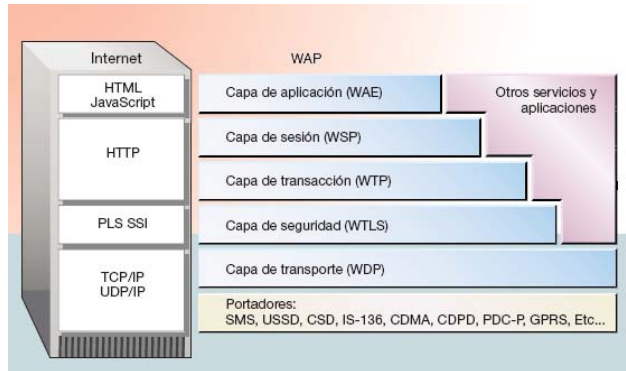 Internet
WAP
HTML
JavaScript
HTTP
PLS SSI
TCP/IP
UDP/IP
Capa de aplicación (WAE)
Capa de sesión (WSP)
Capa de transacción (WTP)
Capa de seguridad (WTLS)
Capa de transporte (WDP)
Otros servicios y
aplicaciones
Portadores:
SMS, USSD, CSD, IS-136, CDMA, CDPD, PDC-P, GPRS, Etc...